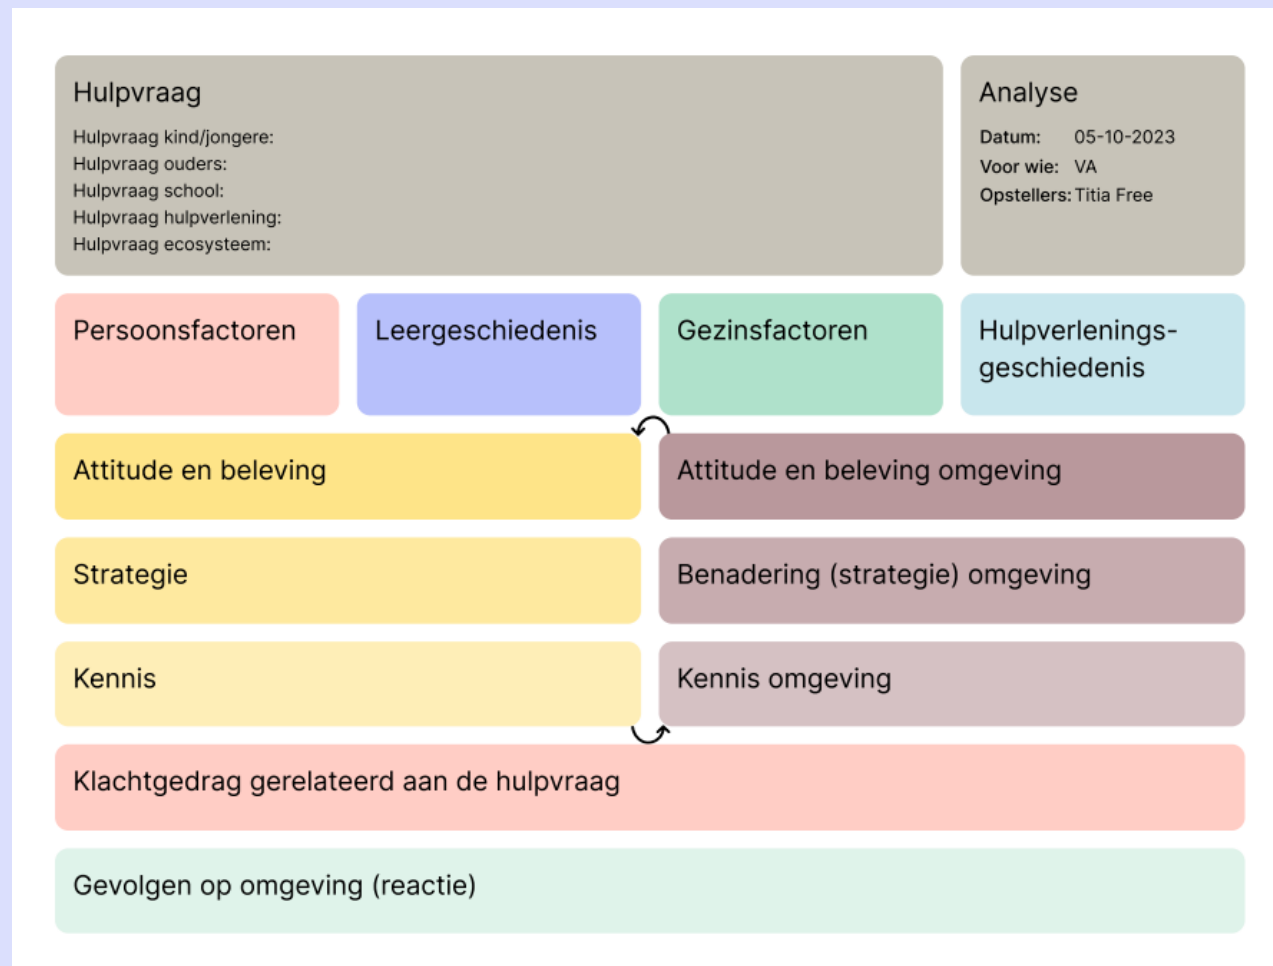 Hulpvraag
Hulpvraag kind/jongere:
Hulpvraag ouders:
Hulpvraag school:
Hulpvraag hulpverlening:
Hulpvraag ecosysteem:
Analyse
Datum: 05-10-2023
Voor wie: VA
Opstellers: Titia Free
Persoonsfactoren
Leergeschiedenis
Gezinsfactoren
Hulpverlenings-
geschiedenis
Attitude en beleving
Attitude en beleving omgeving
Strategie
Benadering (strategie) omgeving
Kennis
Kennis omgeving
Klachtgedrag gerelateerd aan de hulpvraag
Gevolgen op omgeving (reactie)